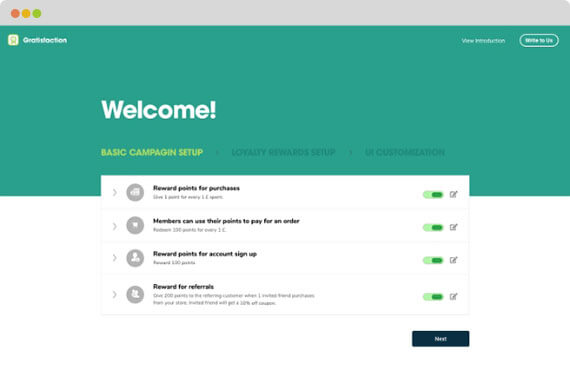 Gratisfaction
View Introduction
Write to Us
Welcome!
BASIC CAMPAGIN SETUP
LOYALTY REWARDS SETUP
UI CUSTOMIZATION
Reward points for purchases
Give 1 point for every 1 £ spent.
Members can use their points to pay for an order
Redeem 100 points for every 1 £.
Reward points for account sign up
Reward 100 points
Reward for referrals
Give 200 points to the referring customer when 1 invited friend purchases
from your store. Invited friend will get a 10% off coupon.
Next